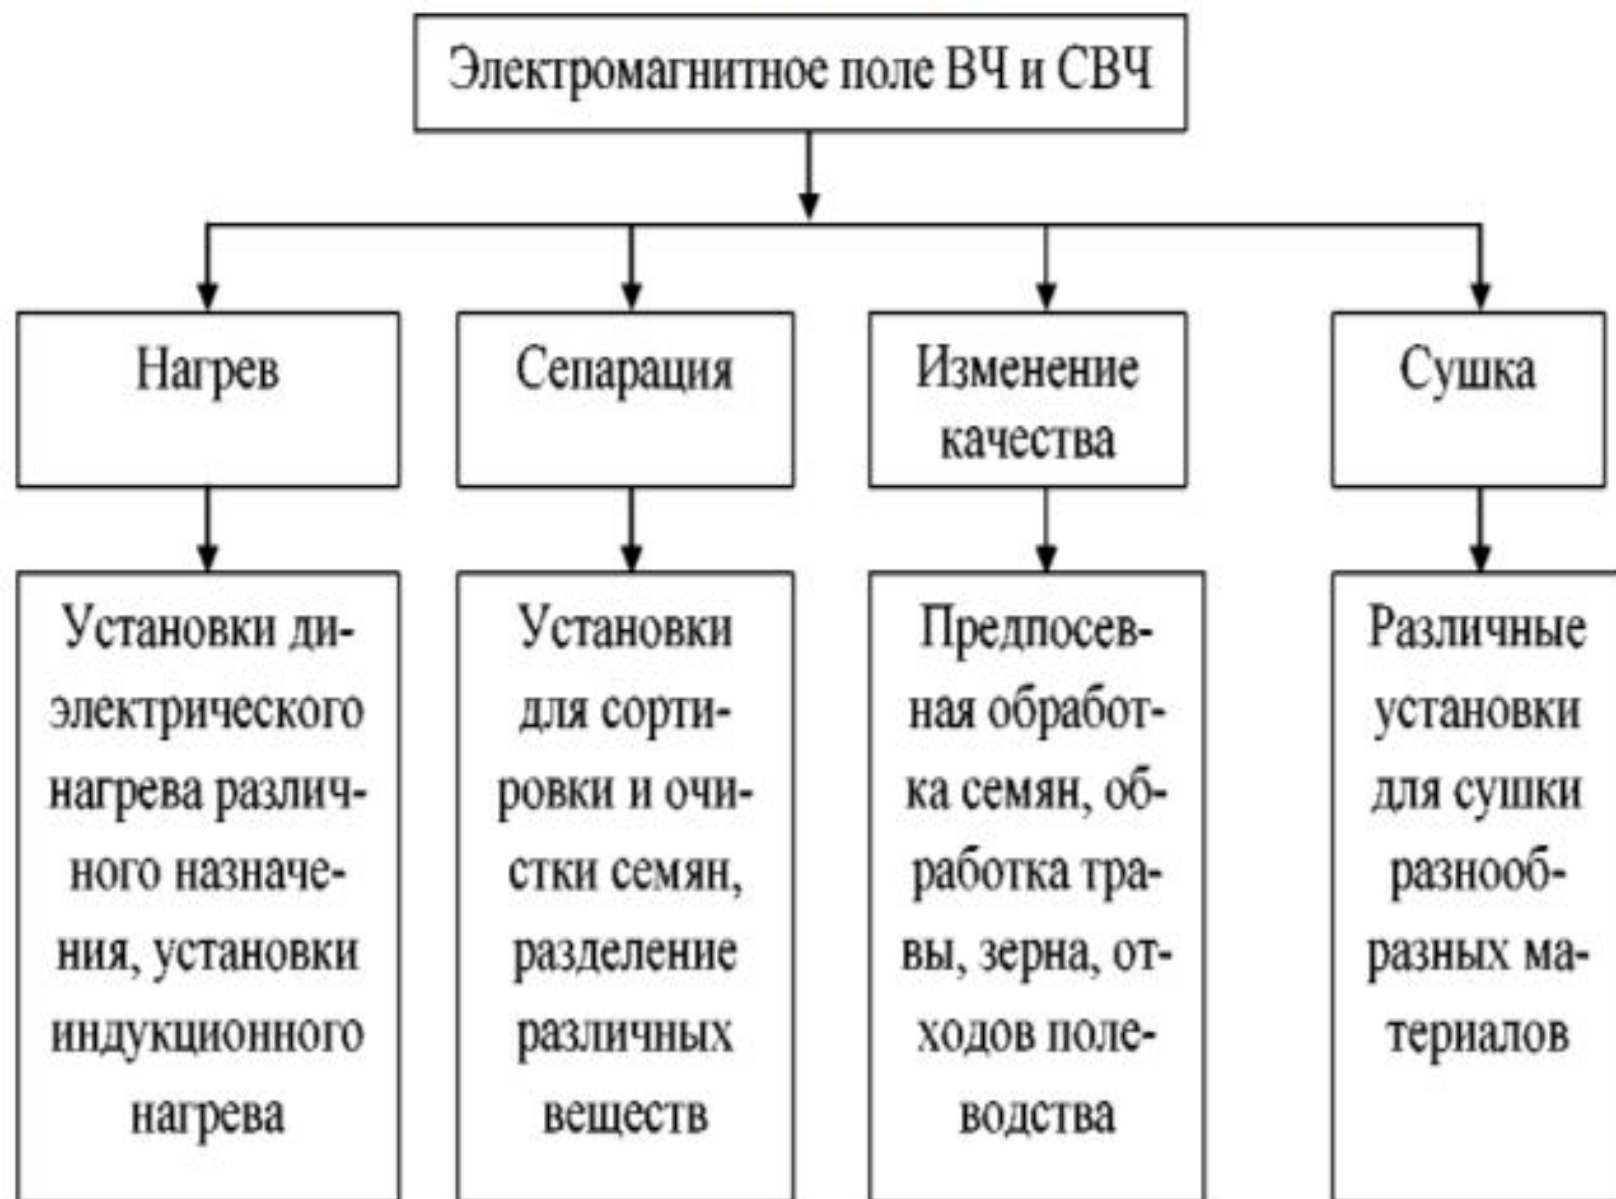 Электромагнитное поле ВЧ и СВЧ
Нагрев
Сепарация
Изменение
качества
Сушка
Установки ди-
электрического
нагрева различ-
ного назначе-
ния, установки
индукционного
нагрева
Установки
для сорти-
ровки и очи-
стки семян,
разделение
различных
веществ
Предпосев-
ная обработ-
ка семян, об-
работка тра-
вы, зерна, от-
ходов поле-
водства
Различные
установки
для сушки
разнооб-
разных ма-
териалов